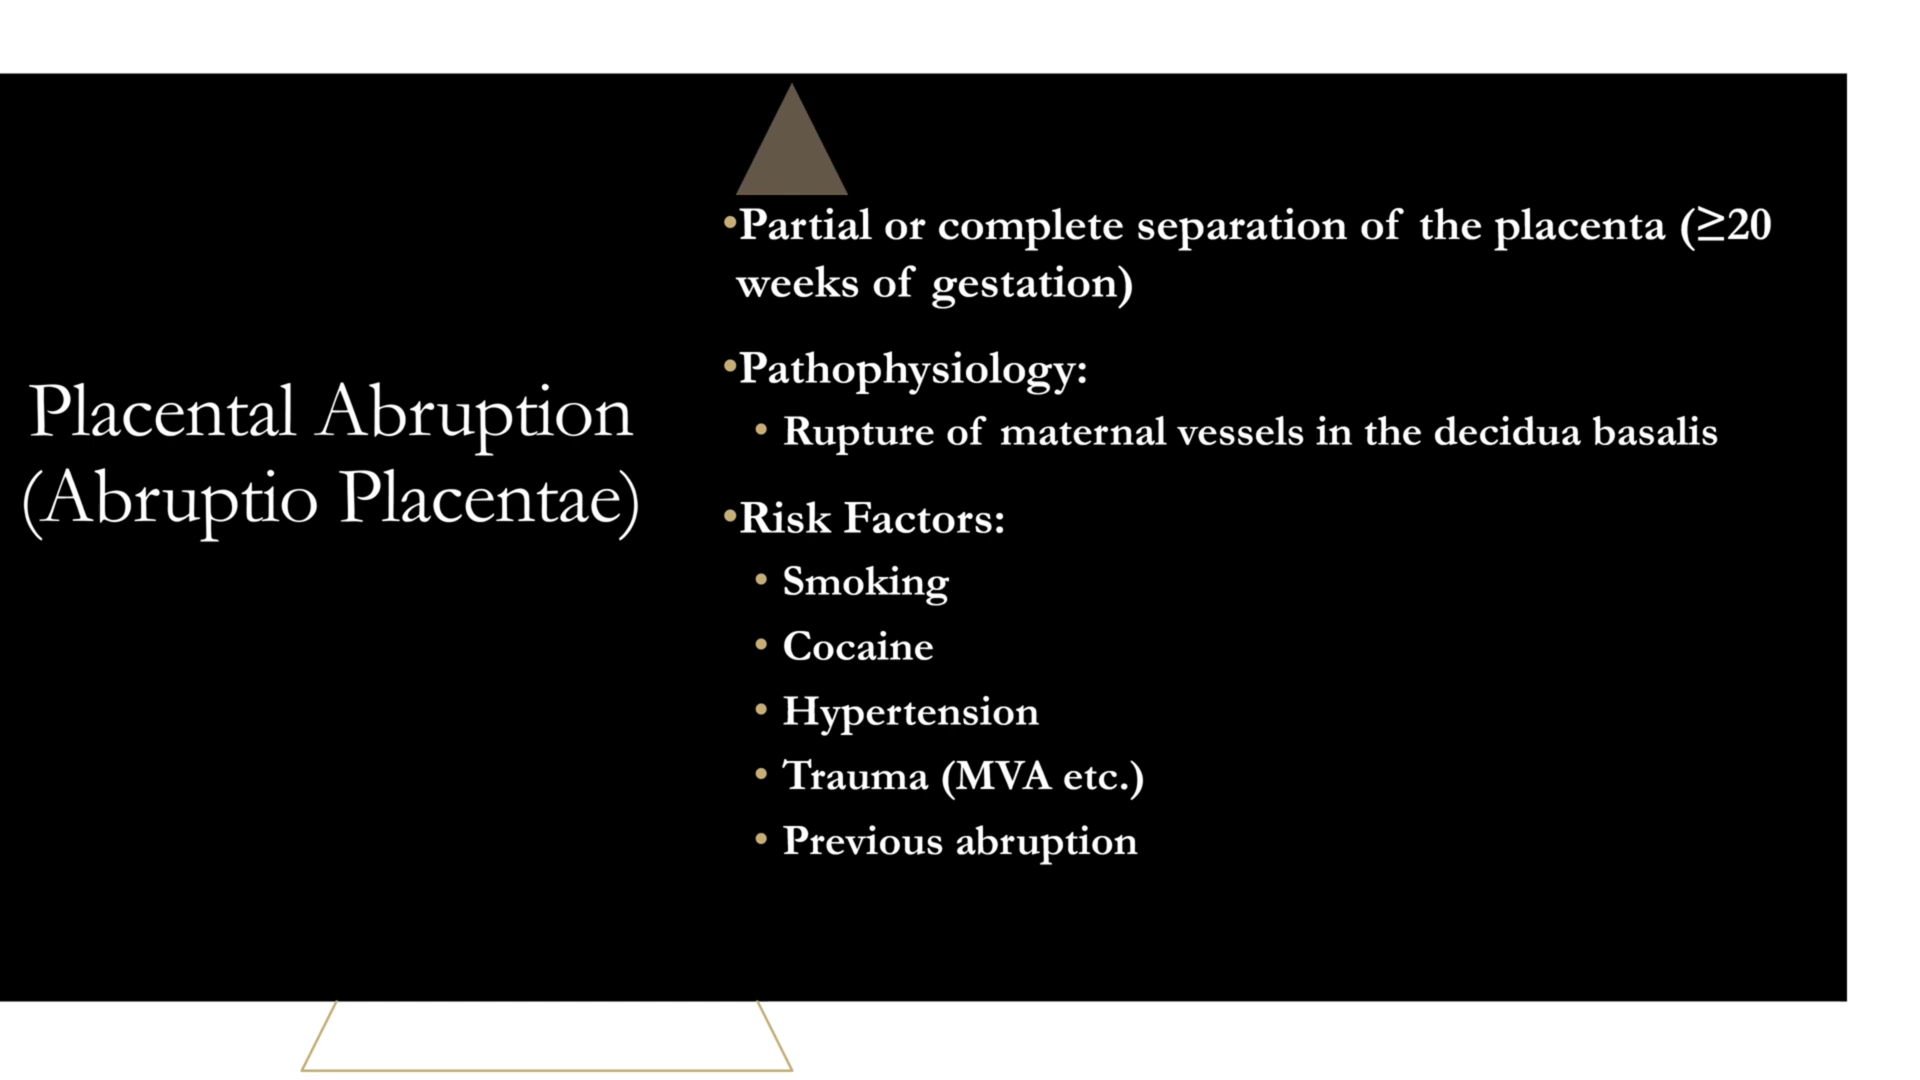 Placental Abruption
(Abruptio Placentae)
•Partial or complete separation of the placenta (≥20
weeks of gestation)
•Pathophysiology:
• Rupture of maternal vessels in the decidua basalis
•Risk Factors:
• Smoking
• Cocaine
• Hypertension
• Trauma (MVA etc.)
• Previous abruption